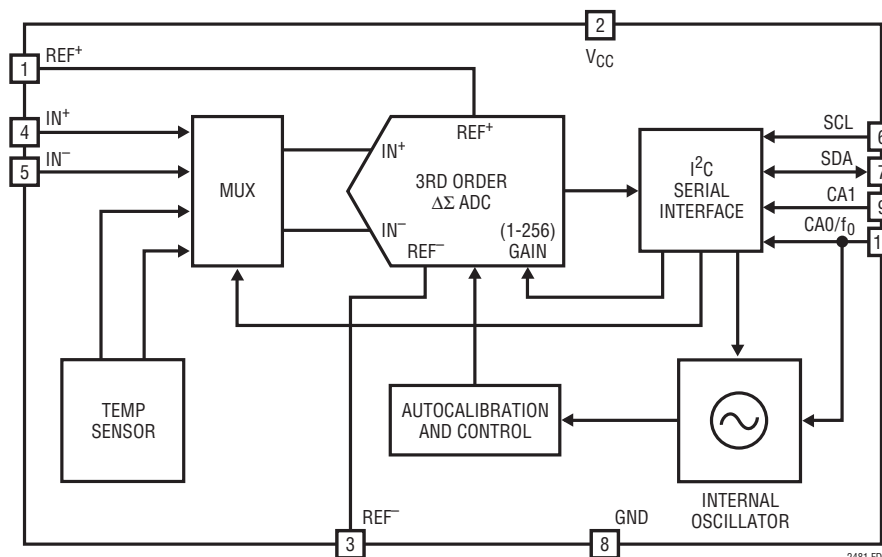 2
VCC
1
REF+
4
IN+
5
IN–
MUX
REF+
IN+
3RD ORDER
ΔΣ ADC
IN–
REF–
(1-256)
GAIN
I2C
SERIAL
INTERFACE
SCL
6
SDA
7
CA1
9
CA0/f0
1
TEMP
SENSOR
AUTOCALIBRATION
AND CONTROL
INTERNAL
OSCILLATOR
REF–
3
GND
8